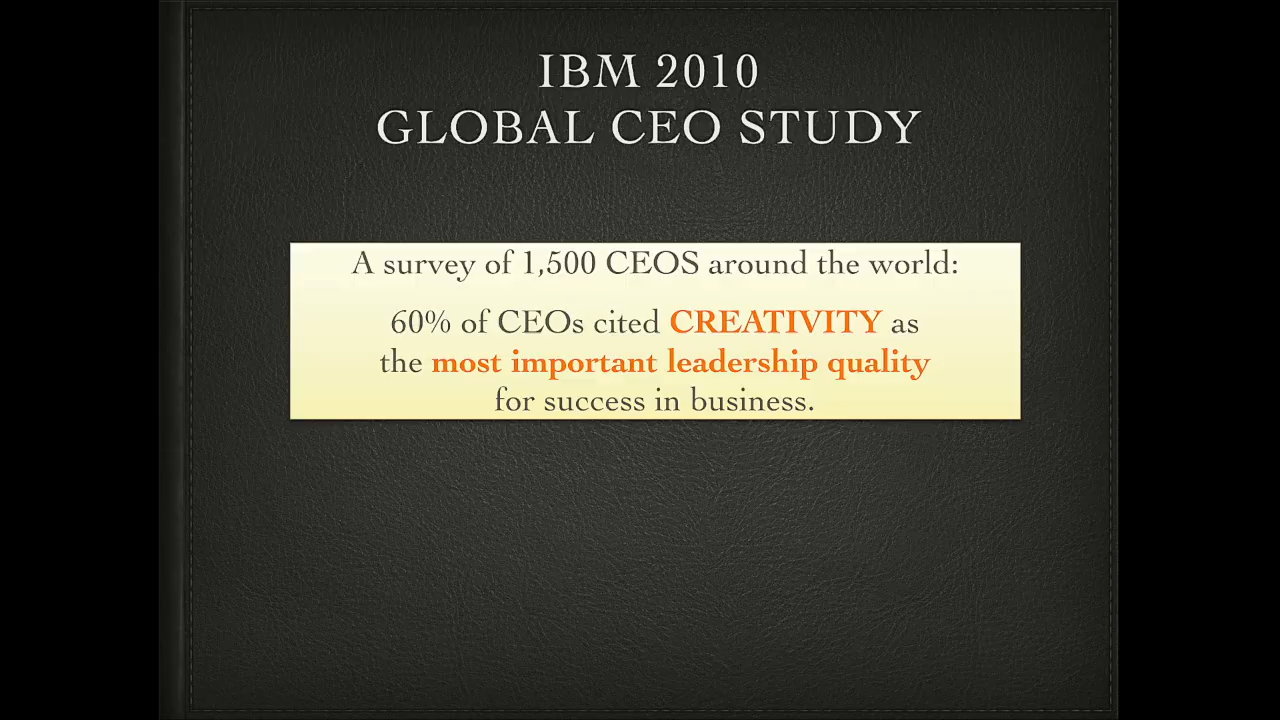 IBM 2010
GLOBAL CEO STUDY
A survey of 1,500 CEOS around the world:
60% of CEOs cited CREATIVITY as
the most important leadership quality
for success in business.